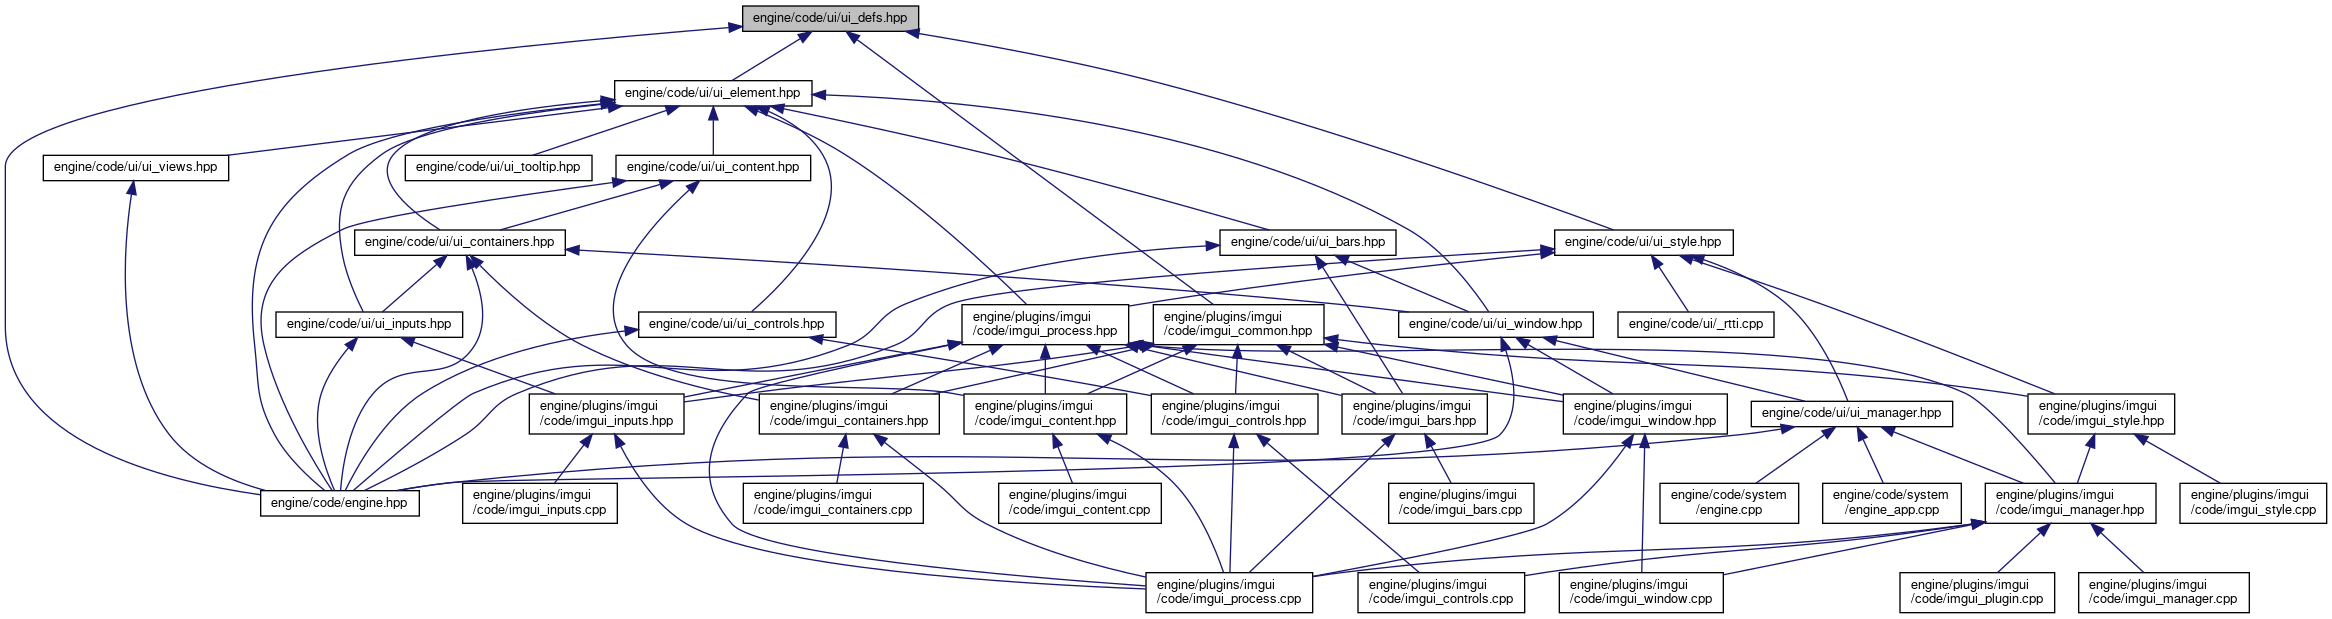 engine/code/ui/ui_defs.hpp
engine/code/ui/ui_element.hpp
engine/code/ui/ui_views.hpp
engine/code/ui/ui_tooltip.hpp
engine/code/ui/ui_content.hpp
engine/code/ui/ui_containers.hpp
engine/code/ui/ui_bars.hpp
engine/code/ui/ui_style.hpp
engine/code/ui/ui_inputs.hpp
engine/code/ui/ui_controls.hpp
engine/plugins/imgui
/code/imgui_process.hpp
engine/plugins/imgui
/code/imgui_common.hpp
engine/code/ui/ui_window.hpp
engine/code/ui/_rtti.cpp
engine/plugins/imgui
/code/imgui_inputs.hpp
engine/plugins/imgui
/code/imgui_containers.hpp
engine/plugins/imgui
/code/imgui_content.hpp
engine/plugins/imgui
/code/imgui_controls.hpp
engine/plugins/imgui
/code/imgui_bars.hpp
engine/plugins/imgui
/code/imgui_window.hpp
engine/code/ui/ui_manager.hpp
engine/plugins/imgui
/code/imgui_style.hpp
engine/code/engine.hpp
engine/plugins/imgui
/code/imgui_inputs.cpp
engine/plugins/imgui
/code/imgui_containers.cpp
engine/plugins/imgui
/code/imgui_content.cpp
engine/plugins/imgui
/code/imgui_bars.cpp
engine/code/system
/engine.cpp
engine/code/system
/engine_app.cpp
engine/plugins/imgui
/code/imgui_manager.hpp
engine/plugins/imgui
/code/imgui_style.cpp
engine/plugins/imgui
/code/imgui_process.cpp
engine/plugins/imgui
/code/imgui_controls.cpp
engine/plugins/imgui
/code/imgui_window.cpp
engine/plugins/imgui
/code/imgui_plugin.cpp
engine/plugins/imgui
/code/imgui_manager.cpp